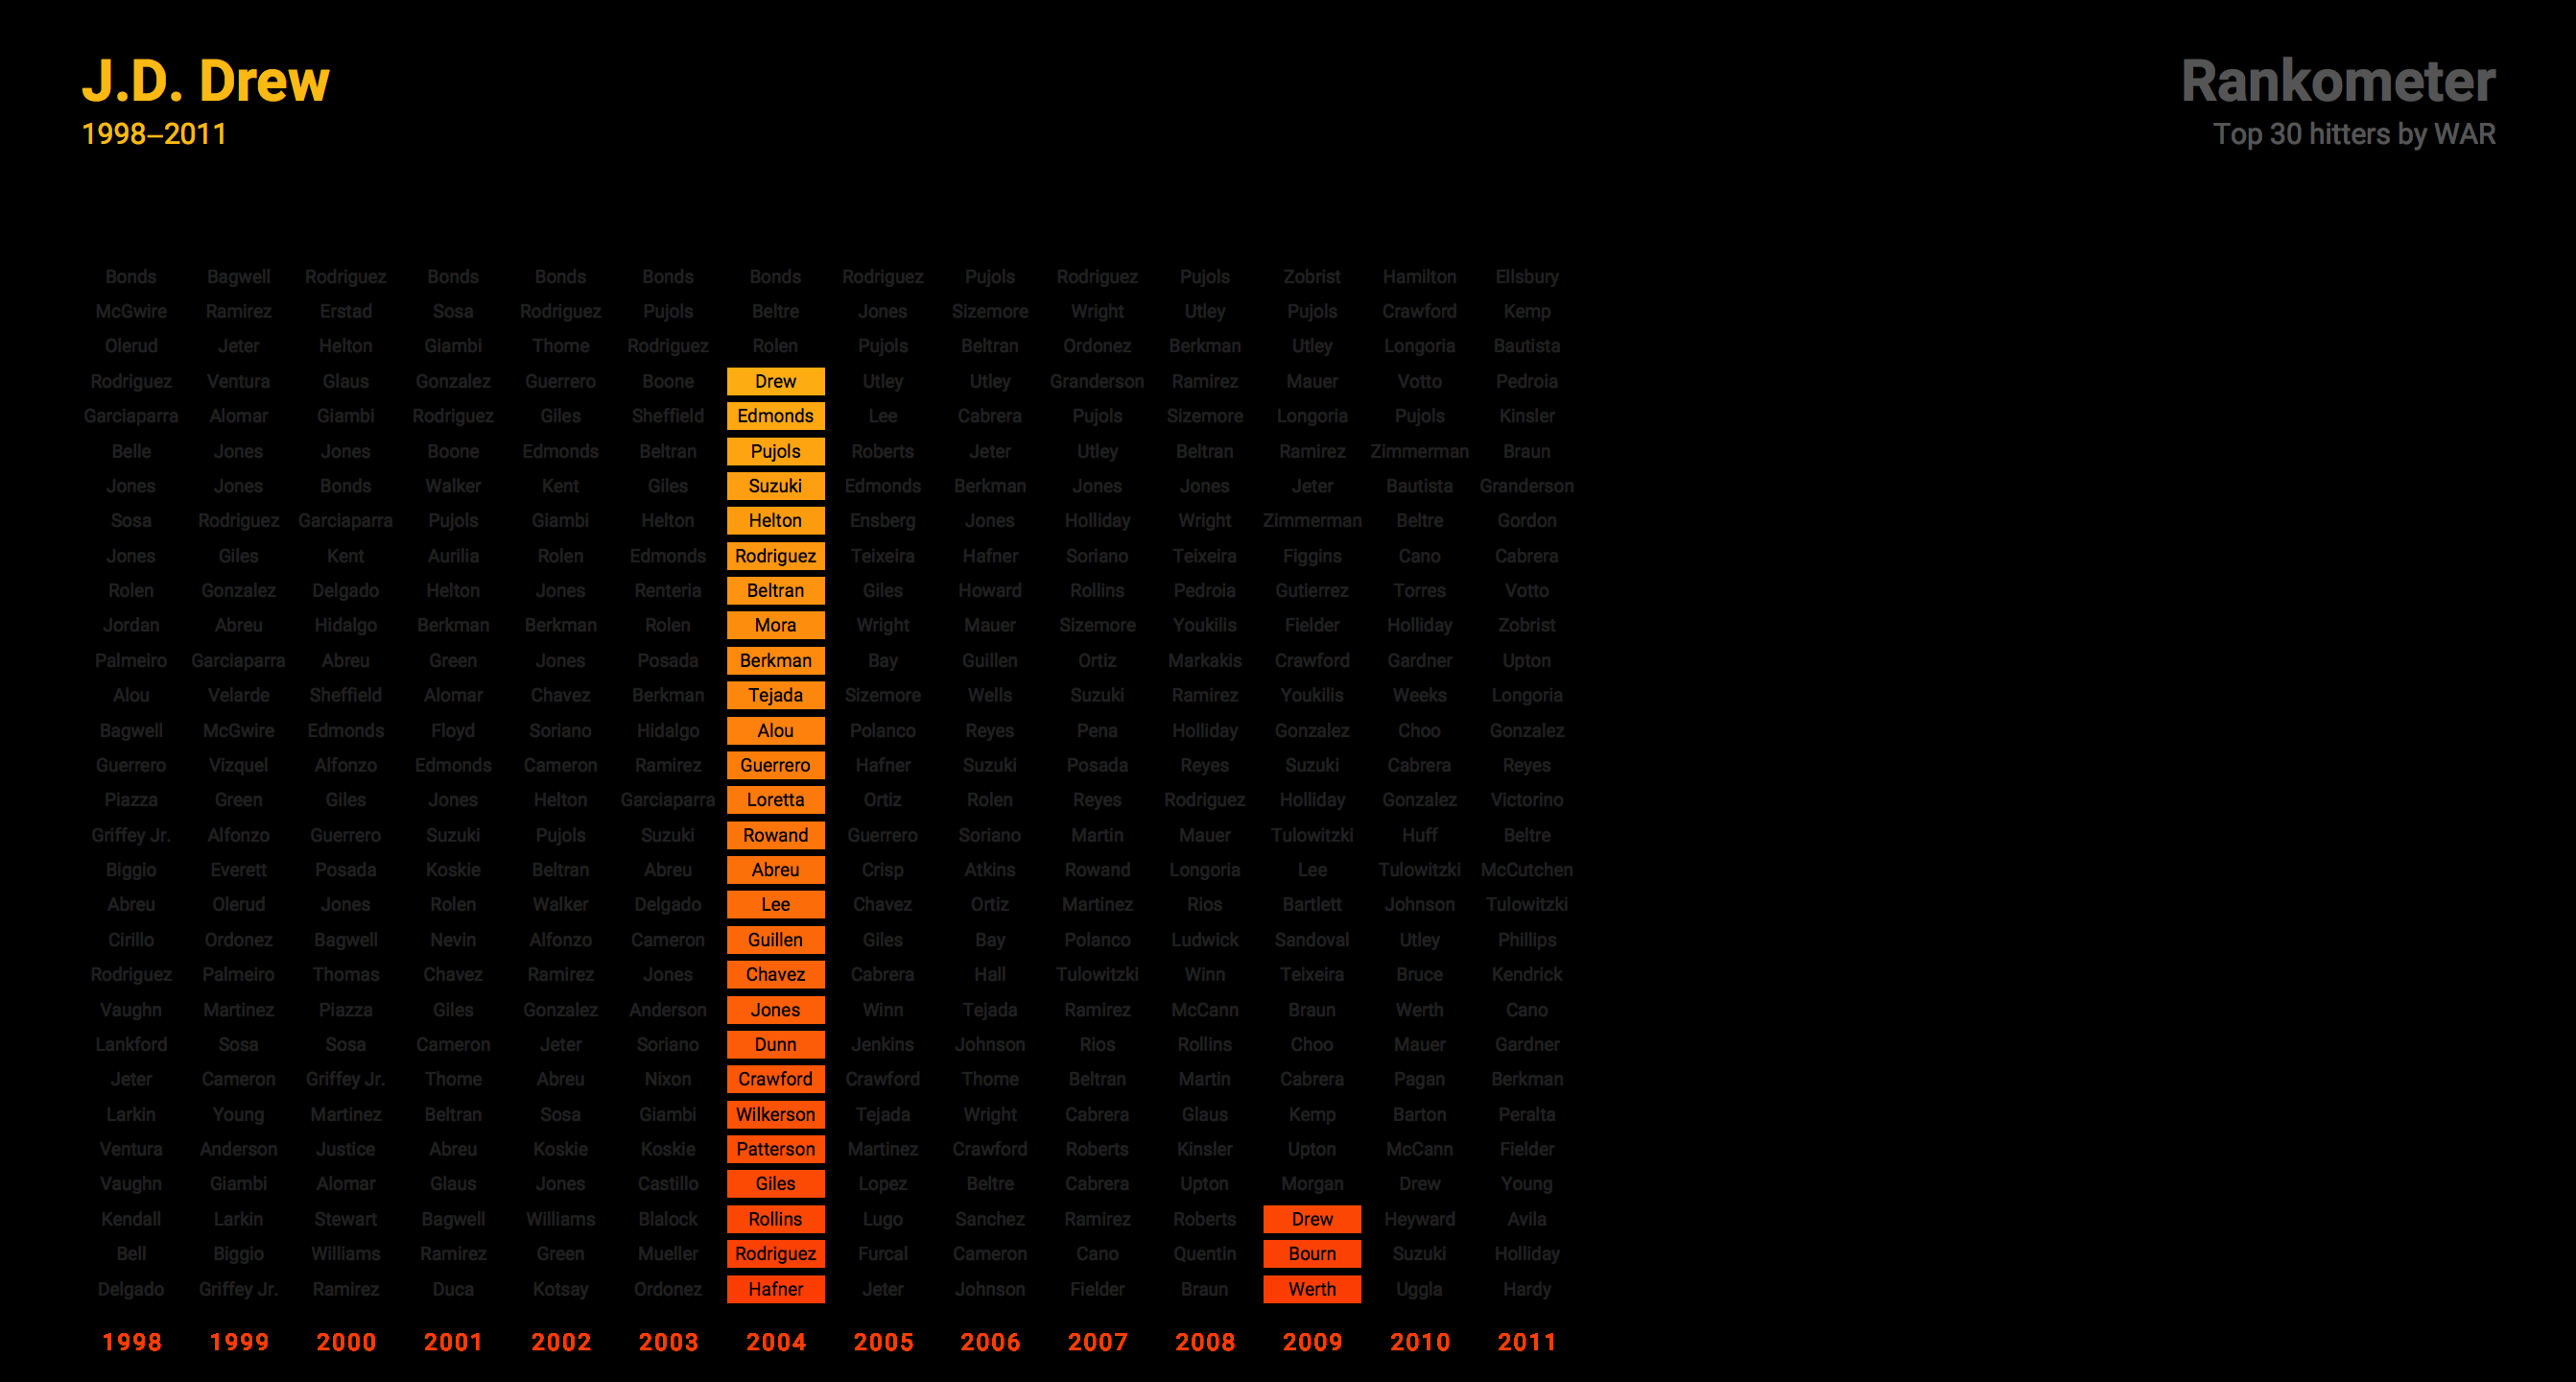 J.D. Drew
1998–2011
Rankometer
Top 30 hitters by WAR
Bonds Bagwell Rodriguez Bonds Bonds Bonds Bonds Rodriguez Pujols Rodriguez Pujols Zobrist Hamilton Ellsbury
McGwire Ramirez Erstad Sosa Rodriguez Pujols Beltre Jones Sizemore Wright Utley Pujols Crawford Kemp
Olerud Jeter Helton Giambi Thome Rodriguez Rolen Pujols Beltran Ordonez Berkman Utley Longoria Bautista
Rodriguez Ventura Glaus Gonzalez Guerrero Boone Drew Utley Utley Granderson Ramirez Mauer Votto Pedroia
Garciaparra Alomar Giambi Rodriguez Giles Sheffield Edmonds Lee Cabrera Pujols Sizemore Longoria Pujols Kinsler
Belle Jones Jones Boone Edmonds Beltran Pujols Roberts Jeter Utley Beltran Ramirez Zimmerman Braun
Jones Jones Bonds Walker Kent Giles Suzuki Edmonds Berkman Jones Jones Jeter Bautista Granderson
Sosa Rodriguez Garciaparra Pujols Giambi Helton Helton Ensberg Jones Holliday Wright Zimmerman Beltre Gordon
Jones Giles Kent Aurilia Rolen Edmonds Rodriguez Teixeira Hafner Soriano Teixeira Figgins Cano Cabrera
Rolen Gonzalez Delgado Helton Jones Renteria Beltran Giles Howard Rollins Pedroia Gutierrez Torres Votto
Jordan Abreu Hidalgo Berkman Berkman Rolen Mora Wright Mauer Sizemore Youkilis Fielder Holliday Zobrist
Palmeiro Garciaparra Abreu Green Jones Posada Berkman Bay Guillen Ortiz Markakis Crawford Gardner Upton
Alou Velarde Sheffield Alomar Chavez Berkman Tejada Sizemore Wells Suzuki Ramirez Youkilis Weeks Longoria
Bagwell McGwire Edmonds Floyd Soriano Hidalgo Alou Polanco Reyes Pena Holliday Gonzalez Choo Gonzalez
Guerrero Vizquel Alfonzo Edmonds Cameron Ramirez Guerrero Hafner Suzuki Posada Reyes Suzuki Cabrera Reyes
Piazza Green Giles Jones Helton Garciaparra Loretta Ortiz Rolen Reyes Rodriguez Holliday Gonzalez Victorino
Griffey Jr. Alfonzo Guerrero Suzuki Pujols Suzuki Rowand Guerrero Soriano Martin Mauer Tulowitzki Huff Beltre
Biggio Everett Posada Koskie Beltran Abreu Abreu Crisp Atkins Rowand Longoria Lee Tulowitzki McCutchen
Abreu Olerud Jones Rolen Walker Delgado Lee Chavez Ortiz Martinez Rios Bartlett Johnson Tulowitzki
Cirillo Ordonez Bagwell Nevin Alfonzo Cameron Guillen Giles Bay Polanco Ludwick Sandoval Utley Phillips
Rodriguez Palmeiro Thomas Chavez Ramirez Jones Chavez Cabrera Hall Tulowitzki Winn Teixeira Bruce Kendrick
Vaughn Martinez Piazza Giles Gonzalez Anderson Jones Winn Tejada Ramirez McCann Braun Werth Cano
Lankford Sosa Sosa Cameron Jeter Soriano Dunn Jenkins Johnson Rios Rollins Choo Mauer Gardner
Jeter Cameron Griffey Jr. Thome Abreu Nixon Crawford Crawford Thome Beltran Martin Cabrera Pagan Berkman
Larkin Young Martinez Beltran Sosa Giambi Wilkerson Tejada Wright Cabrera Glaus Kemp Barton Peralta
Ventura Anderson Justice Abreu Koskie Koskie Patterson Martinez Crawford Roberts Kinsler Upton McCann Fielder
Vaughn Giambi Alomar Glaus Jones Castillo Giles Lopez Beltre Cabrera Upton Morgan Drew Young
Kendall Larkin Stewart Bagwell Williams Blalock Rollins Lugo Sanchez Ramirez Roberts Drew Heyward Avila
Bell Biggio Williams Ramirez Green Mueller Rodriguez Furcal Cameron Cano Quentin Bourn Suzuki Holliday
Delgado Griffey Jr. Ramirez Duca Kotsay Ordonez Hafner Jeter Johnson Fielder Braun Werth Uggla Hardy
1998 1999 2000 2001 2002 2003 2004 2005 2006 2007 2008 2009 2010 2011